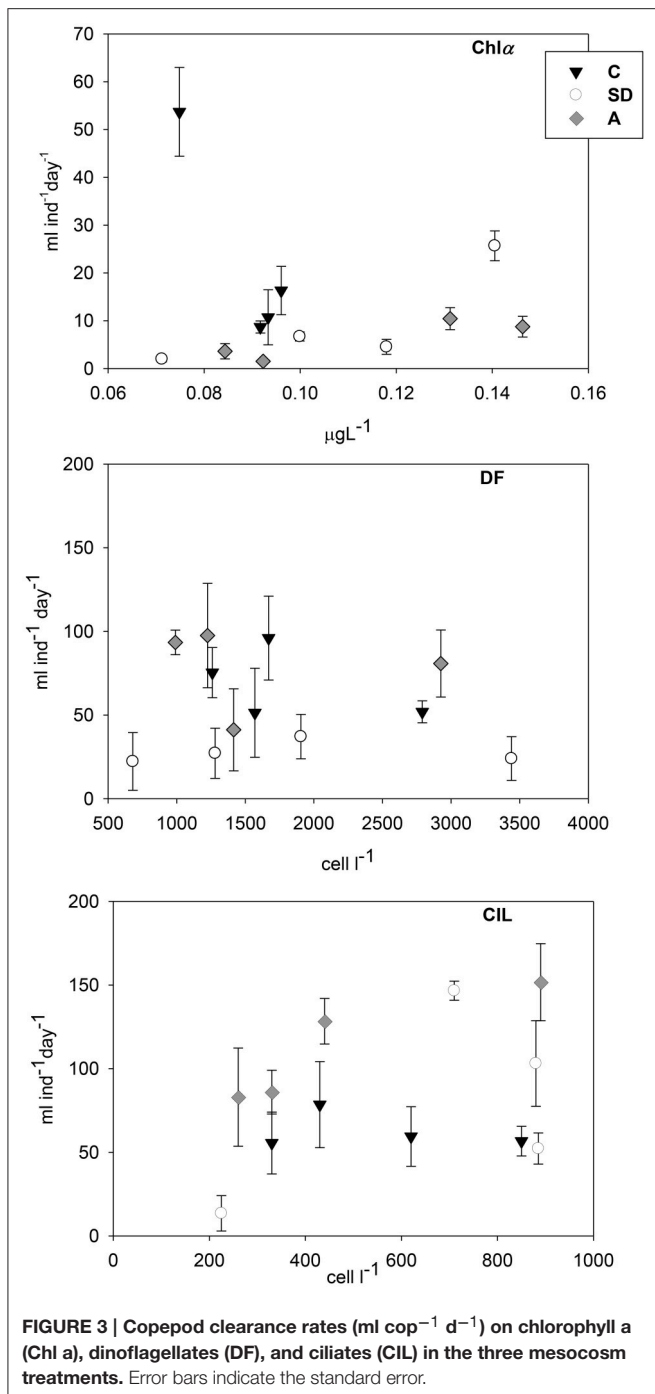 70
Chlα
60
50
40
30
20
10
0
ml ind⁻¹day⁻¹
C
SD
A
0.06 0.08 0.10 0.12 0.14 0.16
µgL⁻¹
200
DF
150
100
50
0
ml ind⁻¹ day⁻¹
500 1000 1500 2000 2500 3000 3500 4000
cell l⁻¹
200
CIL
150
100
50
0
ml ind⁻¹day⁻¹
0 200 400 600 800 1000
cell l⁻¹
FIGURE 3 | Copepod clearance rates (ml cop⁻¹ d⁻¹) on chlorophyll a
(Chl a), dinoflagellates (DF), and ciliates (CIL) in the three mesocosm
treatments. Error bars indicate the standard error.